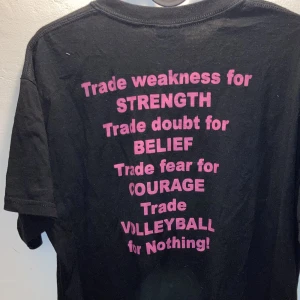 Trade weakness for
STRENGTH
Trade doubt for
BELIEF
Trade fear for
COURAGE
Trade
VOLLEYBALL
for Nothing!